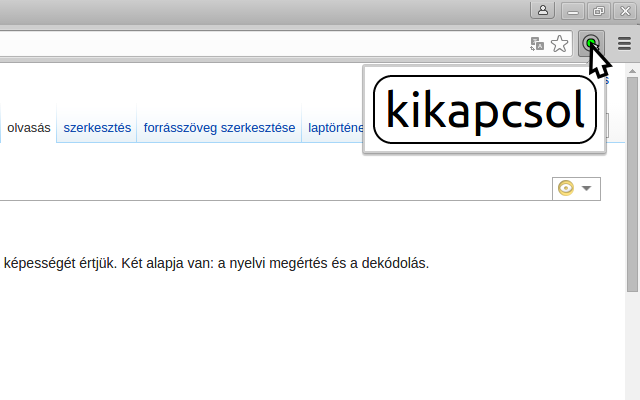 kikapcsol
olvasás
szerkesztés
forrásszöveg szerkesztése
laptörténe
képességét értjük. Két alapja van: a nyelvi megértés és a dekódolás.